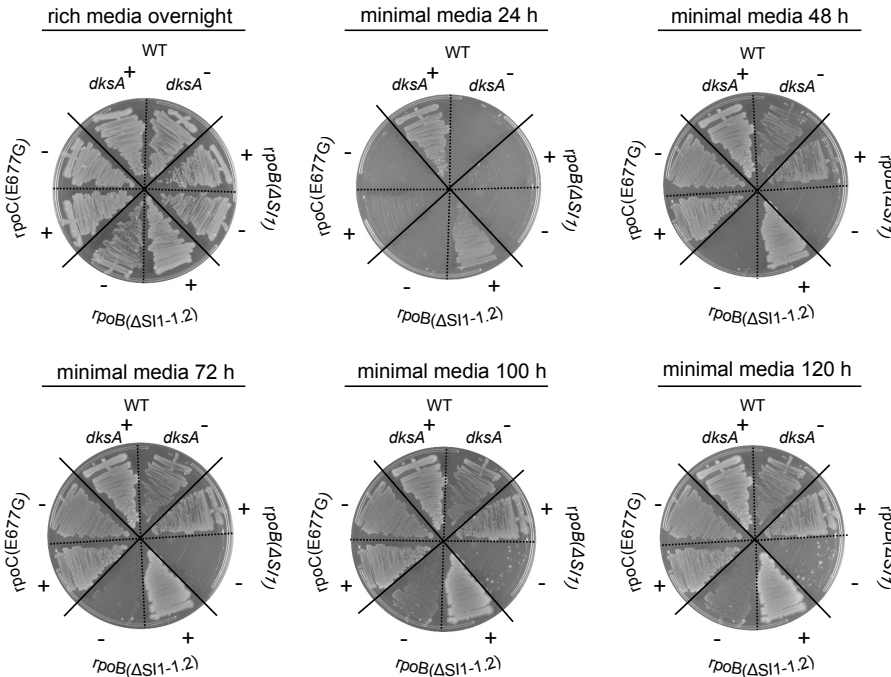 rich media overnight
WT
dksA+ dksA-
- +
rpoC(E677G) rpoB(ΔSI1)
+ -
- +
rpoB(ΔSI1-1.2)
minimal media 24 h
WT
dksA+ dksA-
- +
rpoC(E677G) rpoB(ΔSI1)
+ -
- +
rpoB(ΔSI1-1.2)
minimal media 48 h
WT
dksA+ dksA-
- +
rpoC(E677G) rpoB(ΔSI1)
+ -
- +
rpoB(ΔSI1-1.2)
minimal media 72 h
WT
dksA+ dksA-
- +
rpoC(E677G) rpoB(ΔSI1)
+ -
- +
rpoB(ΔSI1-1.2)
minimal media 100 h
WT
dksA+ dksA-
- +
rpoC(E677G) rpoB(ΔSI1)
+ -
- +
rpoB(ΔSI1-1.2)
minimal media 120 h
WT
dksA+ dksA-
- +
rpoC(E677G) rpoB(ΔSI1)
+ -
- +
rpoB(ΔSI1-1.2)